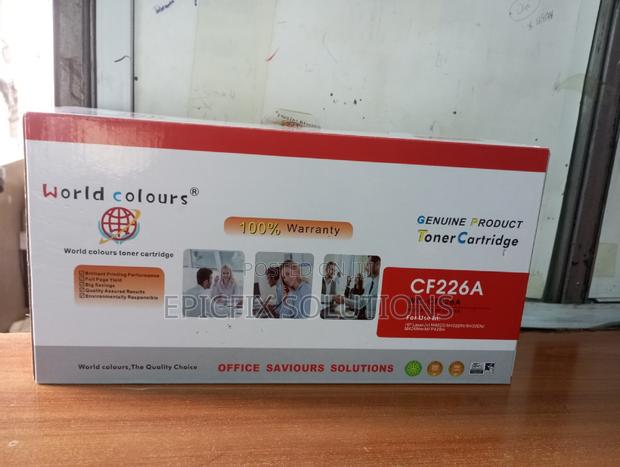 World colours®
World colours toner cartridge
100% Warranty
GENUINE PRODUCT
Toner Cartridge
Brilliant Printing Performance
Full Page Yield
Big Savings
Quality Assured Results
Environmentally Responsible
CF226A
For Use in:
EPICFIX SOLUTIONS
World colours,The Quality Choice
OFFICE SAVIOURS SOLUTIONS